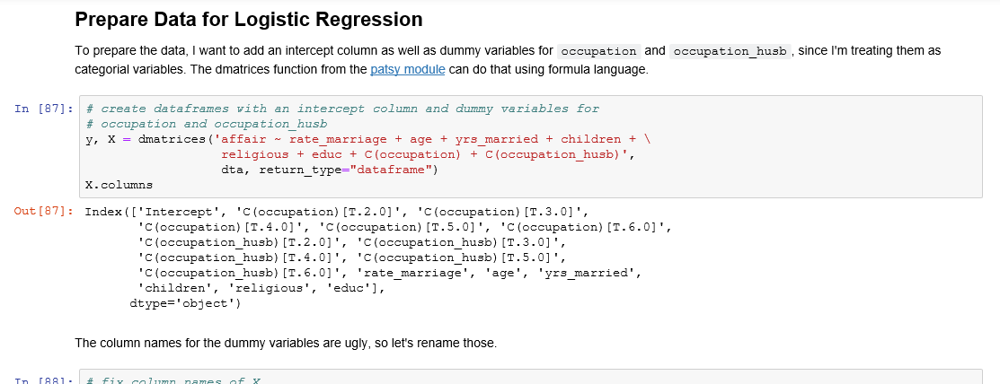 Prepare Data for Logistic Regression
To prepare the data, I want to add an intercept column as well as dummy variables for occupation and occupation_husb , since I'm treating them as
categorial variables. The dmatrices function from the patsy module can do that using formula language.
In [87]: # create dataframes with an intercept column and dummy variables for
# occupation and occupation_husb
y, X = dmatrices('affair ~ rate_marriage + age + yrs_married + children + \
religious + educ + C(occupation) + C(occupation_husb)',
dta, return_type="dataframe")
X.columns
Out[87]: Index(['Intercept', 'C(occupation)[T.2.0]', 'C(occupation)[T.3.0]',
'C(occupation)[T.4.0]', 'C(occupation)[T.5.0]', 'C(occupation)[T.6.0]',
'C(occupation_husb)[T.2.0]', 'C(occupation_husb)[T.3.0]',
'C(occupation_husb)[T.4.0]', 'C(occupation_husb)[T.5.0]',
'C(occupation_husb)[T.6.0]', 'rate_marriage', 'age', 'yrs_married',
'children', 'religious', 'educ'],
dtype='object')
The column names for the dummy variables are ugly, so let's rename those.
In [88]: # fix column names of X